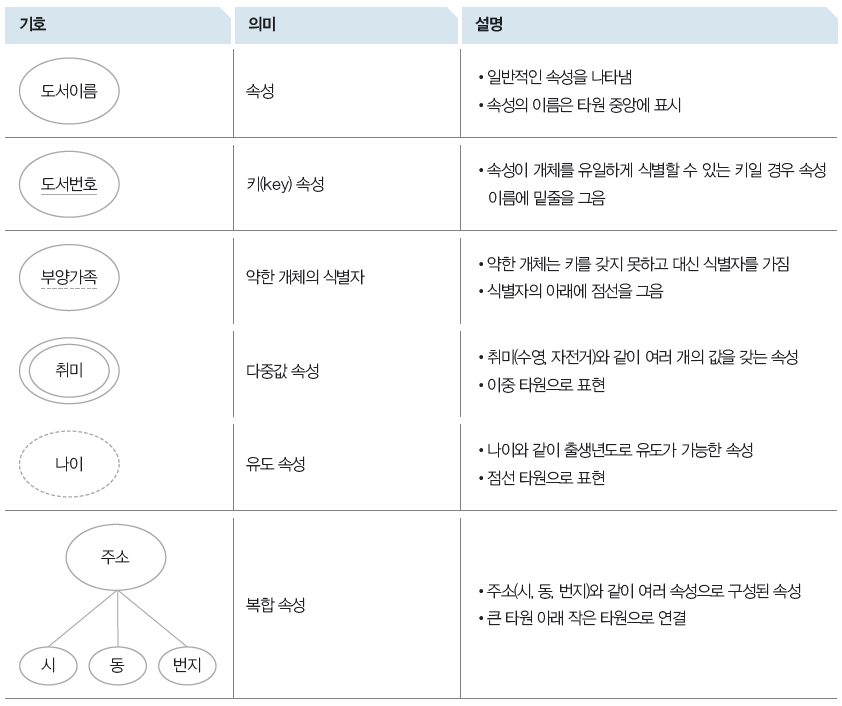 기호 의미 설명
도서이름 속성
• 일반적인 속성을 나타냄
• 속성의 이름은 타원 중앙에 표시
도서번호 키(key) 속성
• 속성이 개체를 유일하게 식별할 수 있는 키일 경우 속성
이름에 밑줄을 그음
부양가족 약한 개체의 식별자
• 약한 개체는 키를 갖지 못하고 대신 식별자를 가짐
• 식별자의 아래에 점선을 그음
취미 다중값 속성
• 취미(수영, 자전거)와 같이 여러 개의 값을 갖는 속성
• 이중 타원으로 표현
나이 유도 속성
• 나이와 같이 출생년도로 유도가 가능한 속성
• 점선 타원으로 표현
주소
시 동 번지
복합 속성
• 주소(시, 동, 번지)와 같이 여러 속성으로 구성된 속성
• 큰 타원 아래 작은 타원으로 연결